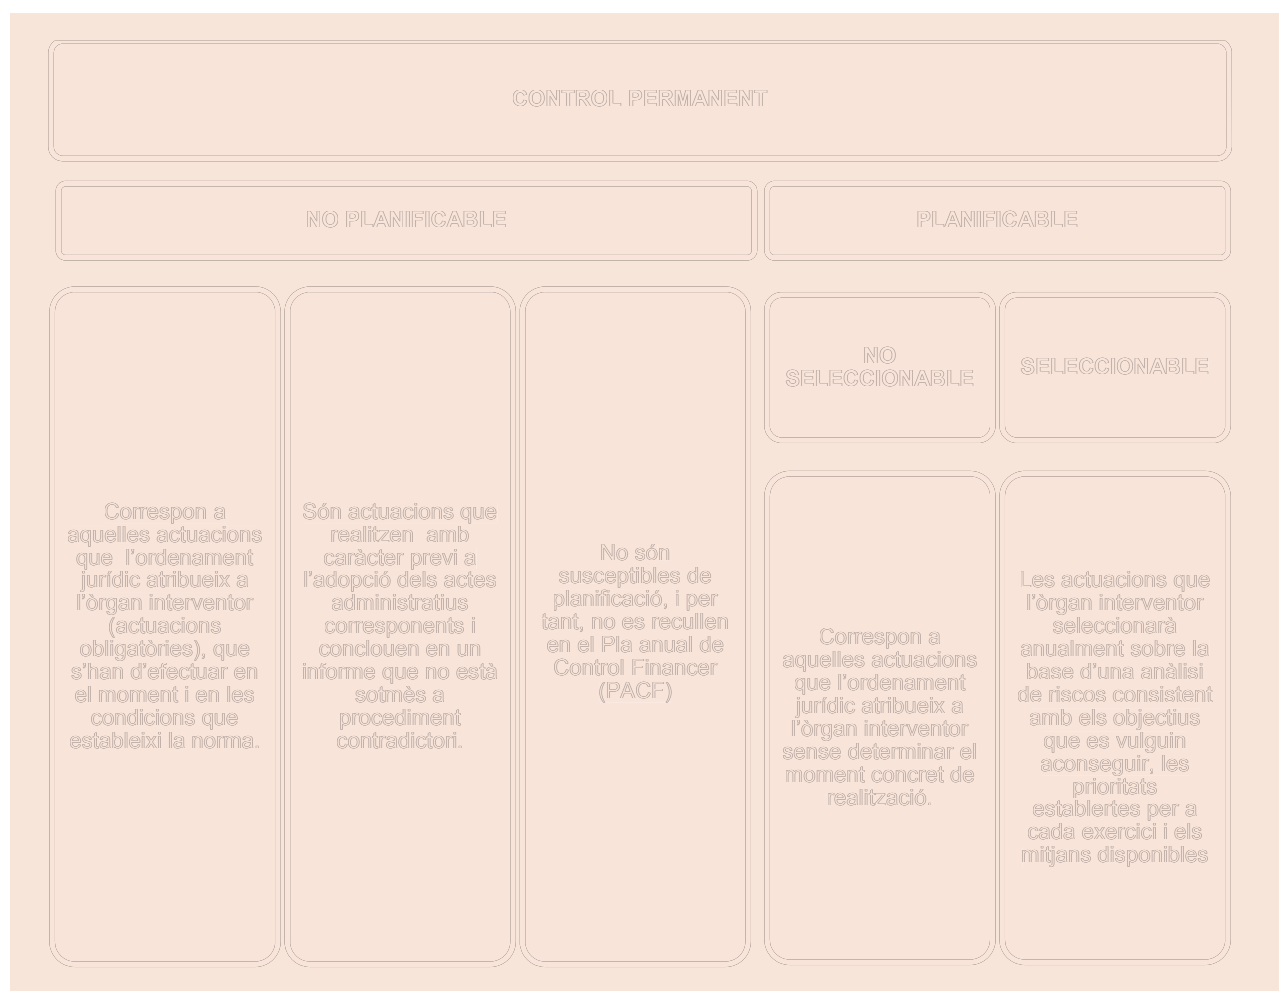 CONTROL PERMANENT
NO PLANIFICABLE
PLANIFICABLE
Correspon a
aquelles actuacions
que l'ordenament
jurídic atribueix a
l'òrgan interventor
(actuacions
obligatòries), que
s'han d'efectuar en
el moment i en les
condicions que
estableixi la norma.
Són actuacions que
realitzen amb
caràcter previ a
l'adopció dels actes
administratius
corresponents i
conclouen en un
informe que no està
sotmès a
procediment
contradictori.
No són
susceptibles de
planificació, i per
tant, no es recullen
en el Pla anual de
Control Financer
(PACF)
NO
SELECCIONABLE
Correspon a
aquelles actuacions
que l'ordenament
jurídic atribueix a
l'òrgan interventor
sense determinar el
moment concret de
realització.
SELECCIONABLE
Les actuacions que
l'òrgan interventor
seleccionarà
anualment sobre la
base d'una anàlisi
de riscos consistent
amb els objectius
que es vulguin
aconseguir, les
prioritats
establertes per a
cada exercici i els
mitjans disponibles